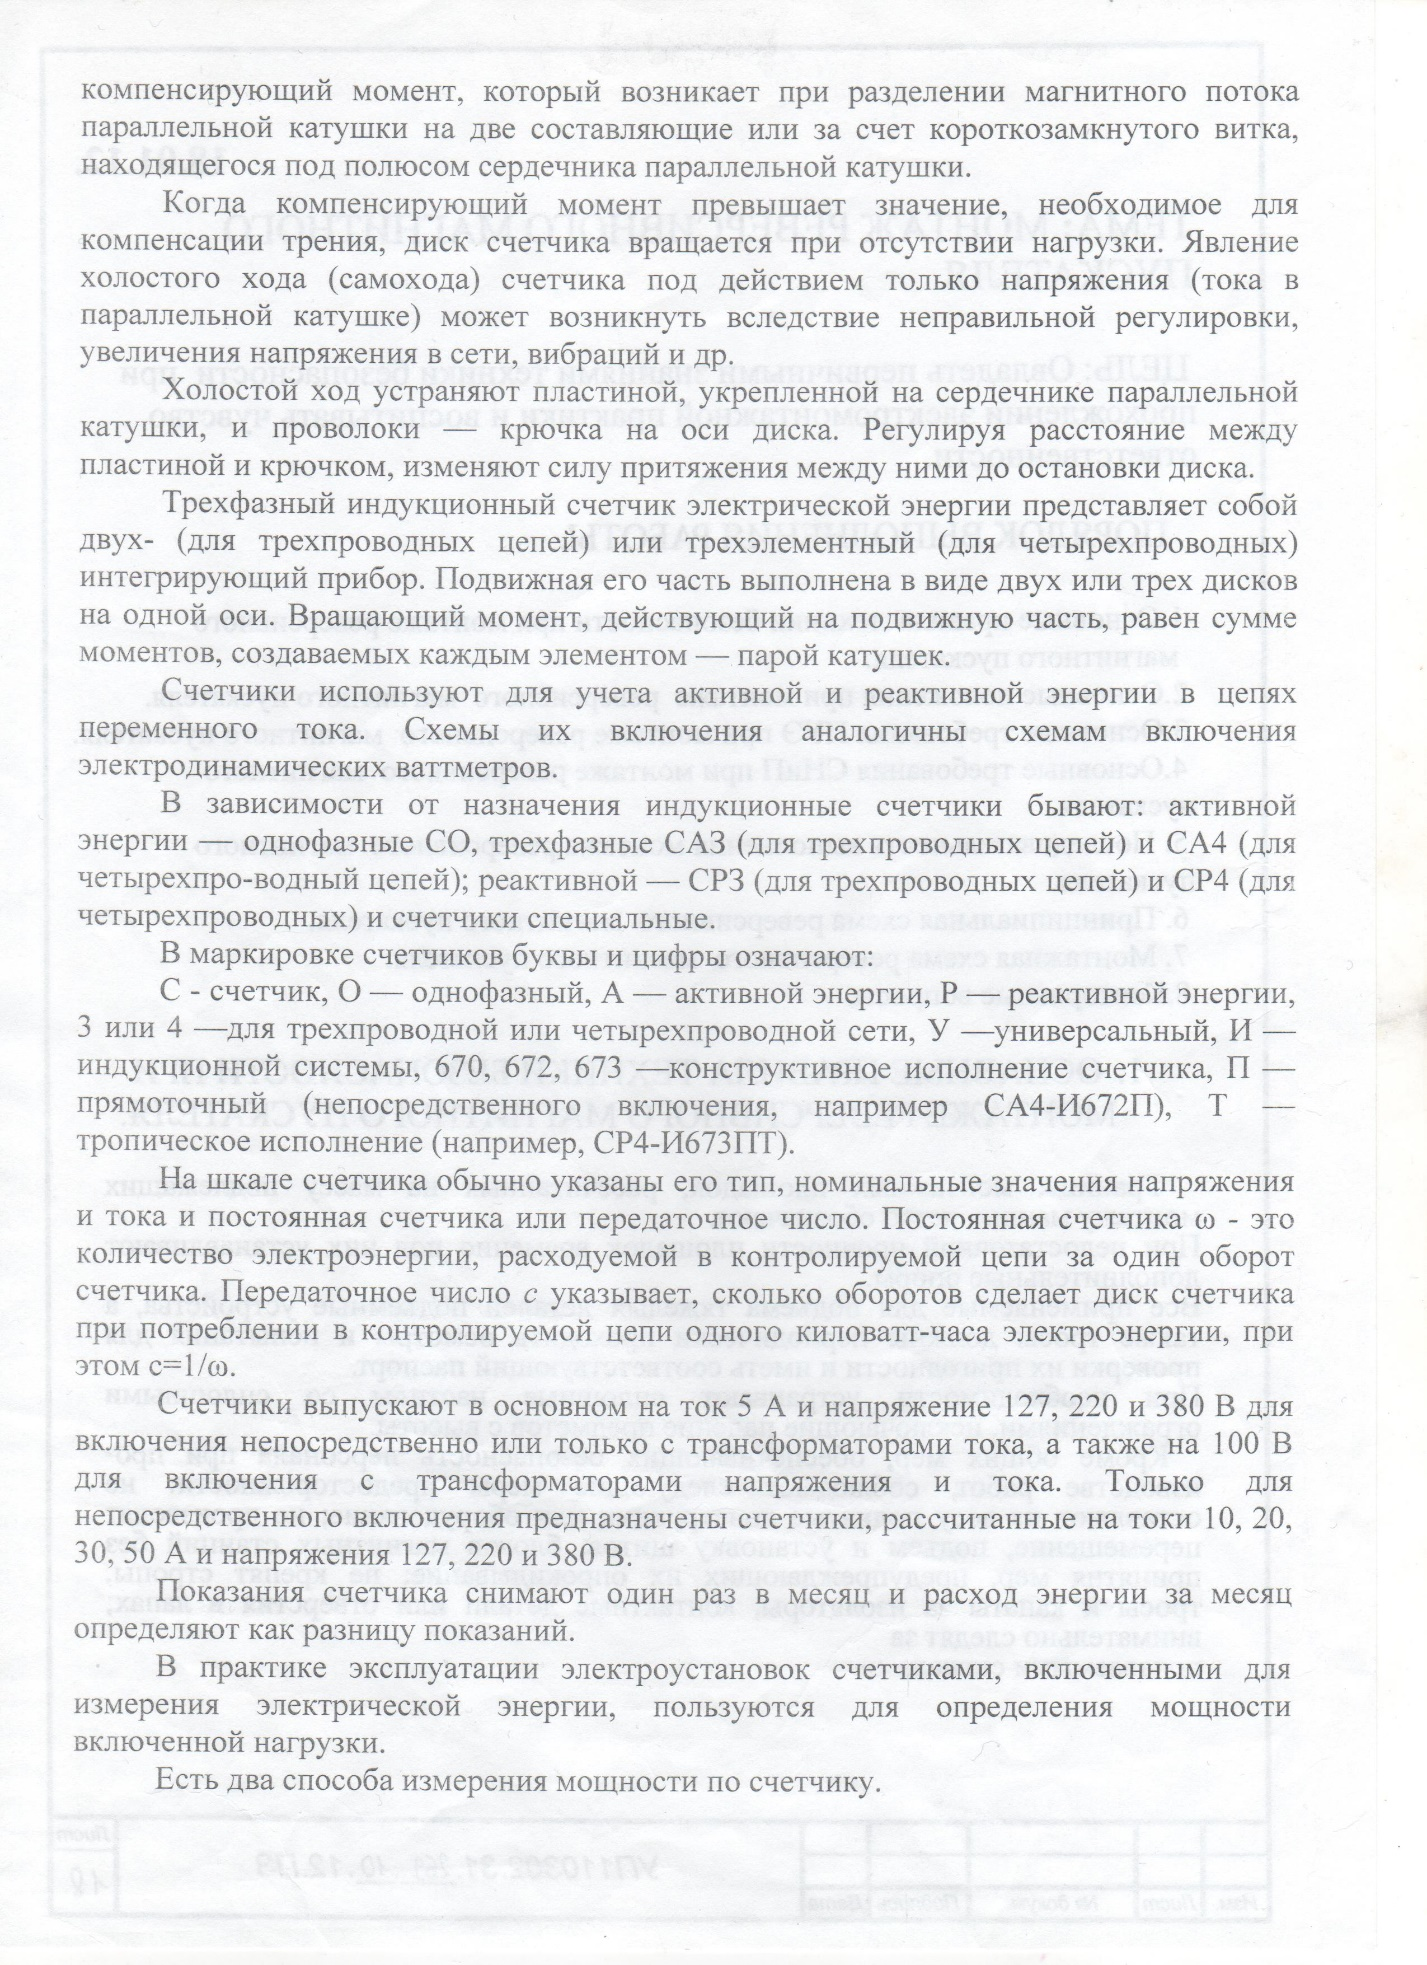 компенсирующий момент, который возникает при разделении магнитного потока
параллельной катушки на две составляющие или за счет короткозамкнутого витка,
находящегося под полюсом сердечника параллельной катушки.
Когда компенсирующий момент превышает значение, необходимое для
компенсации трения, диск счетчика вращается при отсутствии нагрузки. Явление
холостого хода (самохода) счетчика под действием только напряжения (тока в
параллельной катушке) может возникнуть вследствие неправильной регулировки,
увеличения напряжения в сети, вибраций и др.
Холостой ход устраняют пластиной, укрепленной на сердечнике параллельной
катушки, и проволоки — крючка на оси диска. Регулируя расстояние между
пластиной и крючком, изменяют силу притяжения между ними до остановки диска.
Трехфазный индукционный счетчик электрической энергии представляет собой
двух- (для трехпроводных цепей) или трехэлементный (для четырехпроводных)
интегрирующий прибор. Подвижная его часть выполнена в виде двух или трех дисков
на одной оси. Вращающий момент, действующий на подвижную часть, равен сумме
моментов, создаваемых каждым элементом — парой катушек.
Счетчики используют для учета активной и реактивной энергии в цепях
переменного тока. Схемы их включения аналогичны схемам включения
электродинамических ваттметров.
В зависимости от назначения индукционные счетчики бывают: активной
энергии — однофазные СО, трехфазные САЗ (для трехпроводных цепей) и СА4 (для
четырехпро-водный цепей); реактивной — СРЗ (для трехпроводных цепей) и СР4 (для
четырехпроводных) и счетчики специальные.
В маркировке счетчиков буквы и цифры означают:
С - счетчик, О — однофазный, А — активной энергии, Р — реактивной энергии,
3 или 4 —для трехпроводной или четырехпроводной сети, У —универсальный, И —
индукционной системы, 670, 672, 673 —конструктивное исполнение счетчика, П —
прямоточный (непосредственного включения, например СА4-И672П), Т —
тропическое исполнение (например, СР4-И673ПТ).
На шкале счетчика обычно указаны его тип, номинальные значения напряжения
и тока и постоянная счетчика или передаточное число. Постоянная счетчика ω - это
количество электроэнергии, расходуемой в контролируемой цепи за один оборот
счетчика. Передаточное число с указывает, сколько оборотов сделает диск счетчика
при потреблении в контролируемой цепи одного киловатт-часа электроэнергии, при
этом с=1/ω.
Счетчики выпускают в основном на ток 5 А и напряжение 127, 220 и 380 В для
включения непосредственно или только с трансформаторами тока, а также на 100 В
для включения с трансформаторами напряжения и тока. Только для
непосредственного включения предназначены счетчики, рассчитанные на токи 10, 20,
30, 50 А и напряжения 127, 220 и 380 В.
Показания счетчика снимают один раз в месяц и расход энергии за месяц
определяют как разницу показаний.
В практике эксплуатации электроустановок счетчиками, включенными для
измерения электрической энергии, пользуются для определения мощности
включенной нагрузки.
Есть два способа измерения мощности по счетчику.